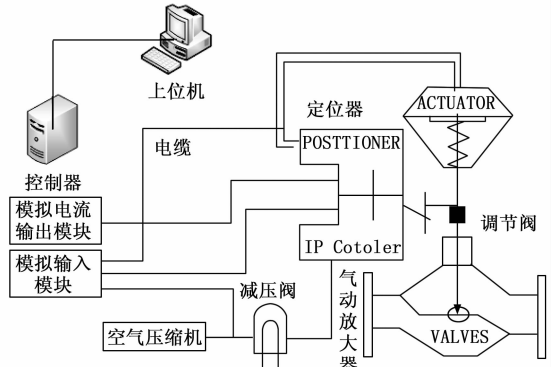 上位机
ACTUATOR
定位器
电缆
POSTTIONER
控制器
模拟电流
输出模块
调节阀
IP Cotoler
模拟输入
模块
减压阀
气动放大器
空气压缩机
VALVES